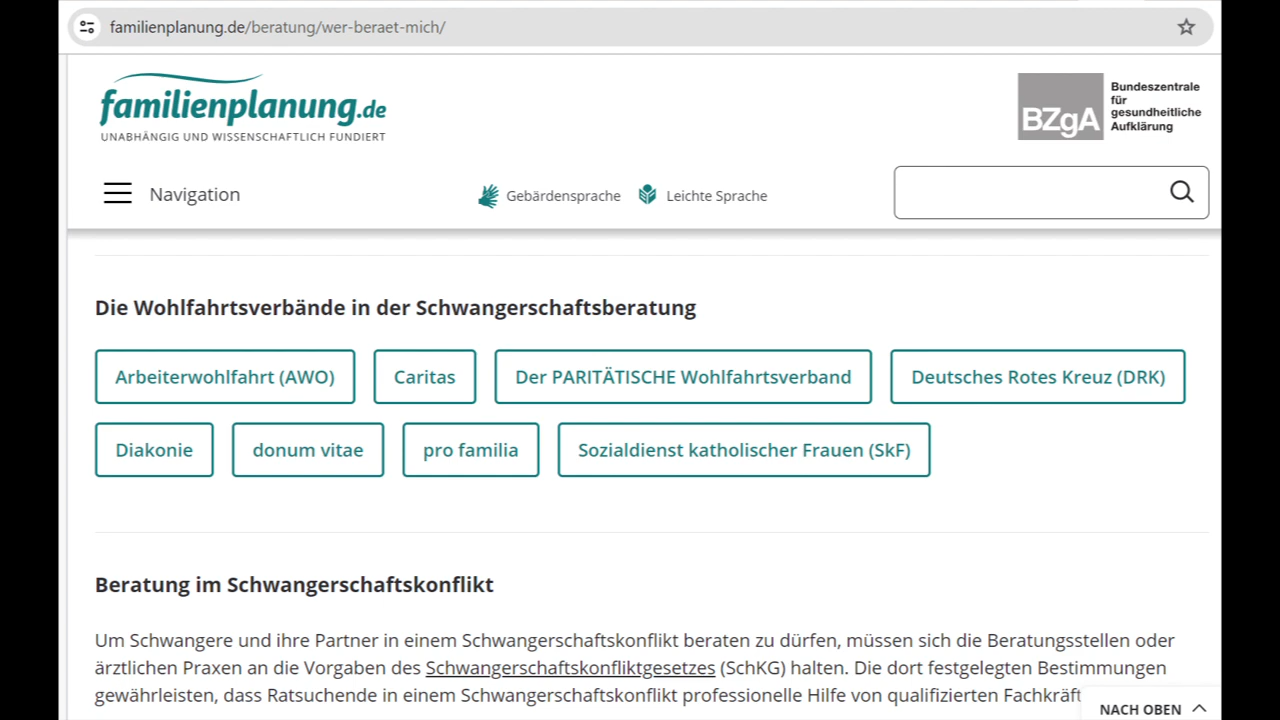 familienplanung.de/beratung/wer-beraet-mich/
familienplanung.de
UNABHÄNGIG UND WISSENSCHAFTLICH FUNDIERT
BZgA
Bundeszentrale
für
gesundheitliche
Aufklärung
Navigation
Gebärdensprache
Leichte Sprache
Die Wohlfahrtsverbände in der Schwangerschaftsberatung
Arbeiterwohlfahrt (AWO) Caritas Der PARITÄTISCHE Wohlfahrtsverband Deutsches Rotes Kreuz (DRK)
Diakonie donum vitae pro familia Sozialdienst katholischer Frauen (SkF)
Beratung im Schwangerschaftskonflikt
Um Schwangere und ihre Partner in einem Schwangerschaftskonflikt beraten zu dürfen, müssen sich die Beratungsstellen oder
ärztlichen Praxen an die Vorgaben des Schwangerschaftskonfliktgesetzes (SchKG) halten. Die dort festgelegten Bestimmungen
gewährleisten, dass Ratsuchende in einem Schwangerschaftskonflikt professionelle Hilfe von qualifizierten
NACH OBEN